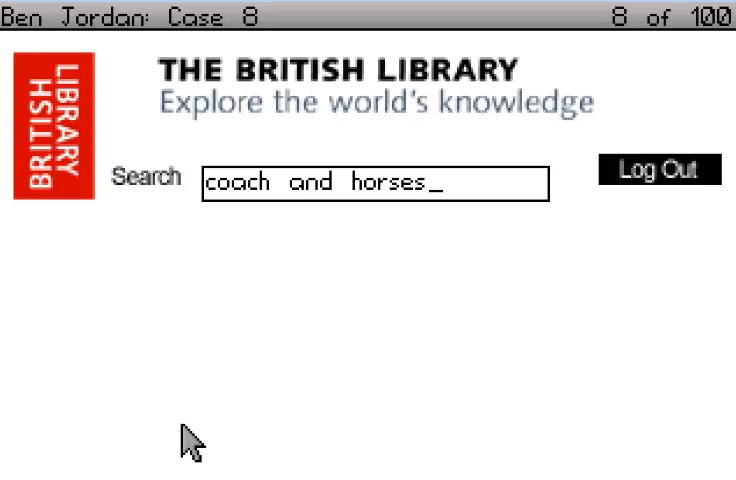 Ben Jordan: Case 8 8 of 100
THE BRITISH LIBRARY
Explore the world's knowledge
LIBRARY
BRITISH
Search coach and horses_ Log Out